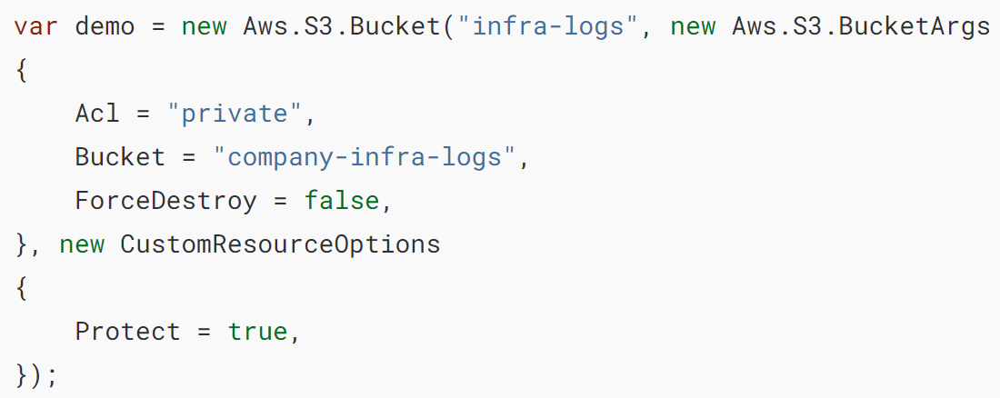 var demo = new Aws.S3.Bucket("infra-logs", new Aws.S3.BucketArgs
{
    Acl = "private",
    Bucket = "company-infra-logs",
    ForceDestroy = false,
}, new CustomResourceOptions
{
    Protect = true,
});